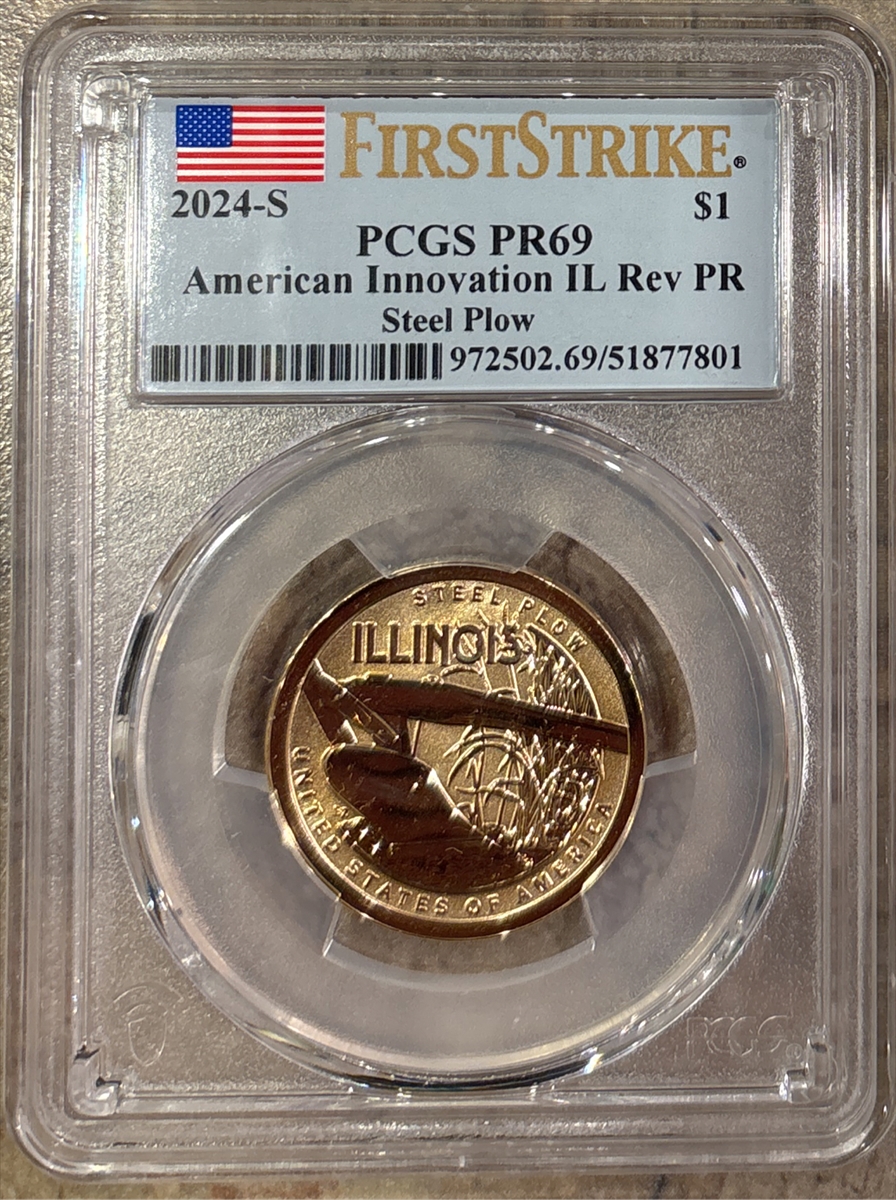 FIRSTSTRIKE®
2024-S $1
PCGS PR69
American Innovation IL Rev PR
Steel Plow
972502.69/51877801
STEEL PLOW
ILLINOIS
UNITED STATES OF AMERICA
PCGS